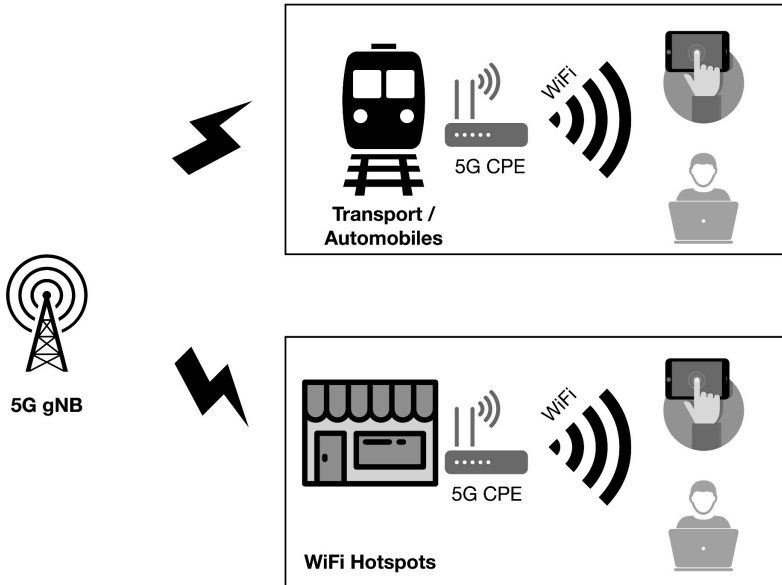 WiFi
5G CPE
Transport /
Automobiles
5G gNB
WiFi
5G CPE
WiFi Hotspots